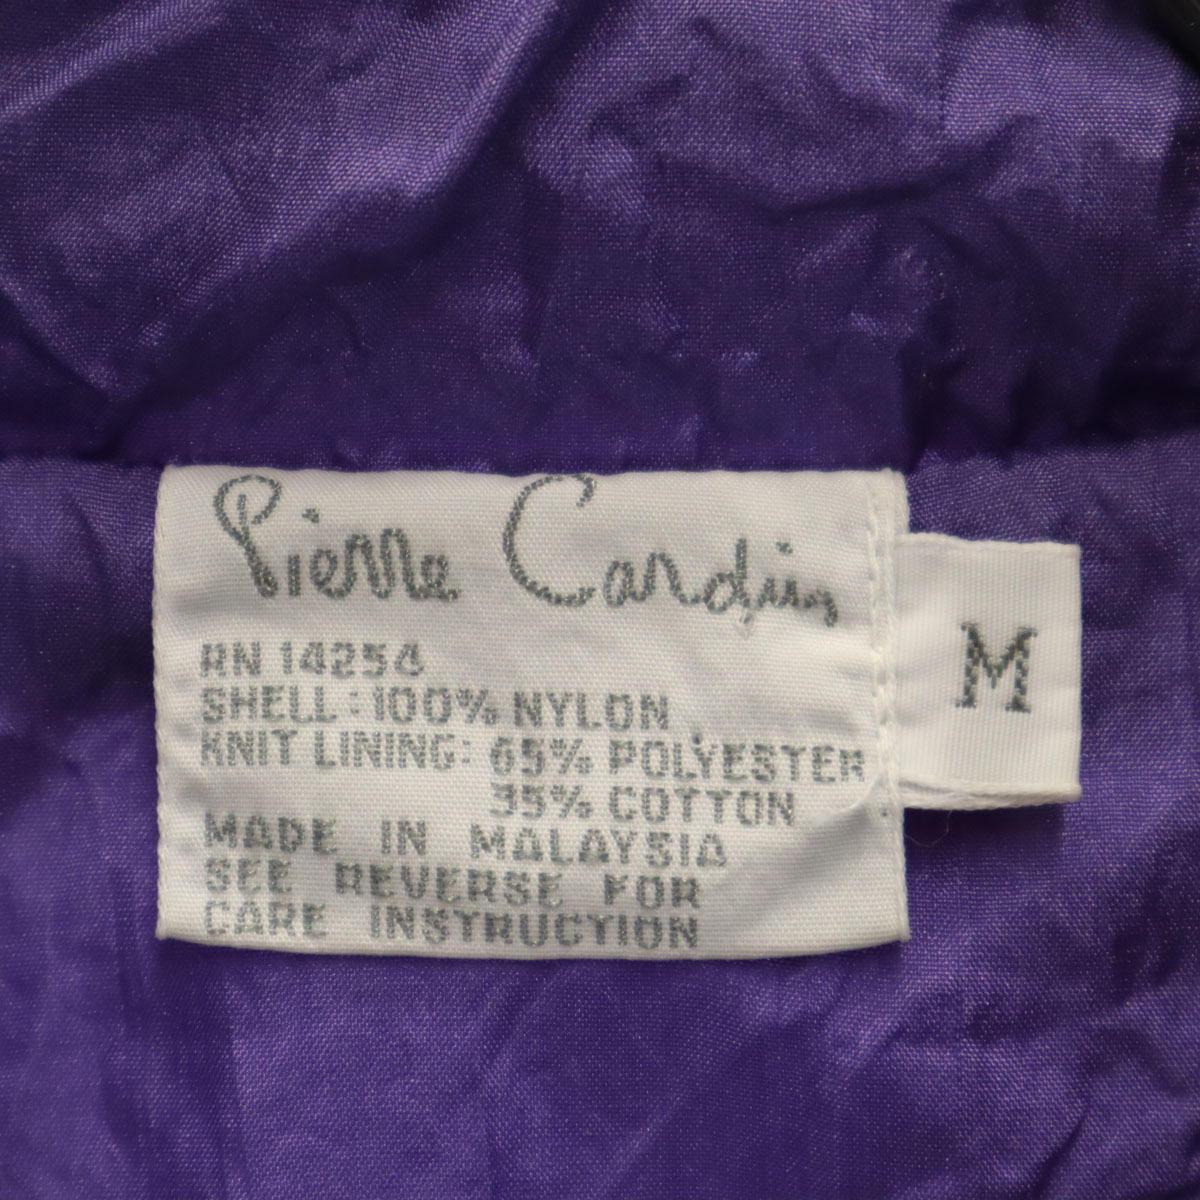 Pierre Cardin
RN 14254
SHELL: 100% NYLON
KNIT LINING: 65% POLYESTER
35% COTTON
MADE IN MALAYSIA
SEE REVERSE FOR
CARE INSTRUCTION
M